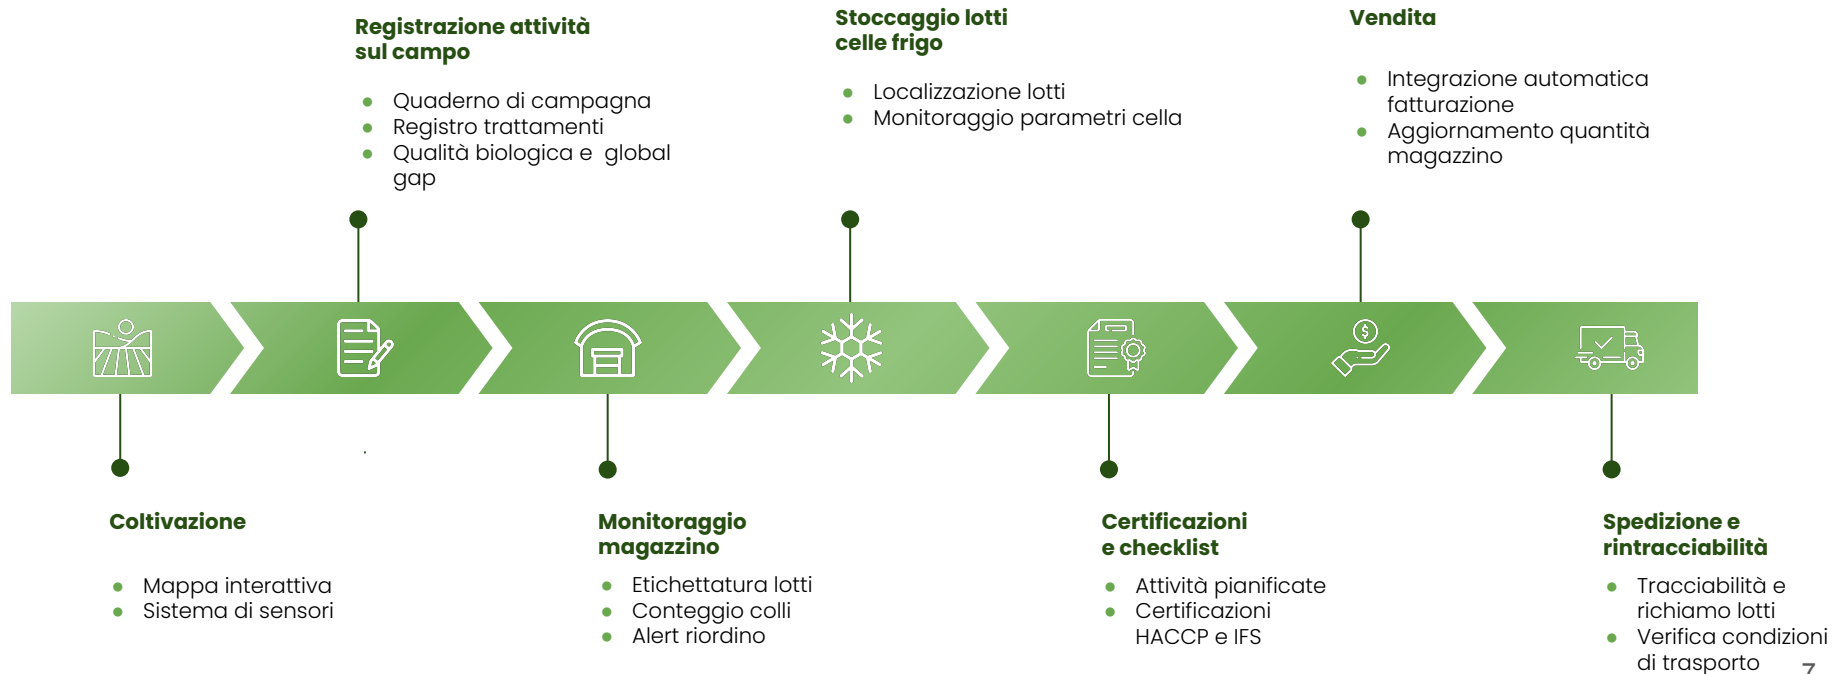 Registrazione attività
sul campo
Quaderno di campagna
Registro trattamenti
Qualità biologica e global
gap
Stoccaggio lotti
celle frigo
Localizzazione lotti
Monitoraggio parametri cella
Vendita
Integrazione automatica
fatturazione
Aggiornamento quantità
magazzino
$
Coltivazione
Mappa interattiva
Sistema di sensori
Monitoraggio
magazzino
Etichettatura lotti
Conteggio colli
Alert riordino
Certificazioni
e checklist
Attività pianificate
Certificazioni
HACCP e IFS
Spedizione e
rintracciabilità
Tracciabilità e
richiamo lotti
Verifica condizioni
di trasporto
7